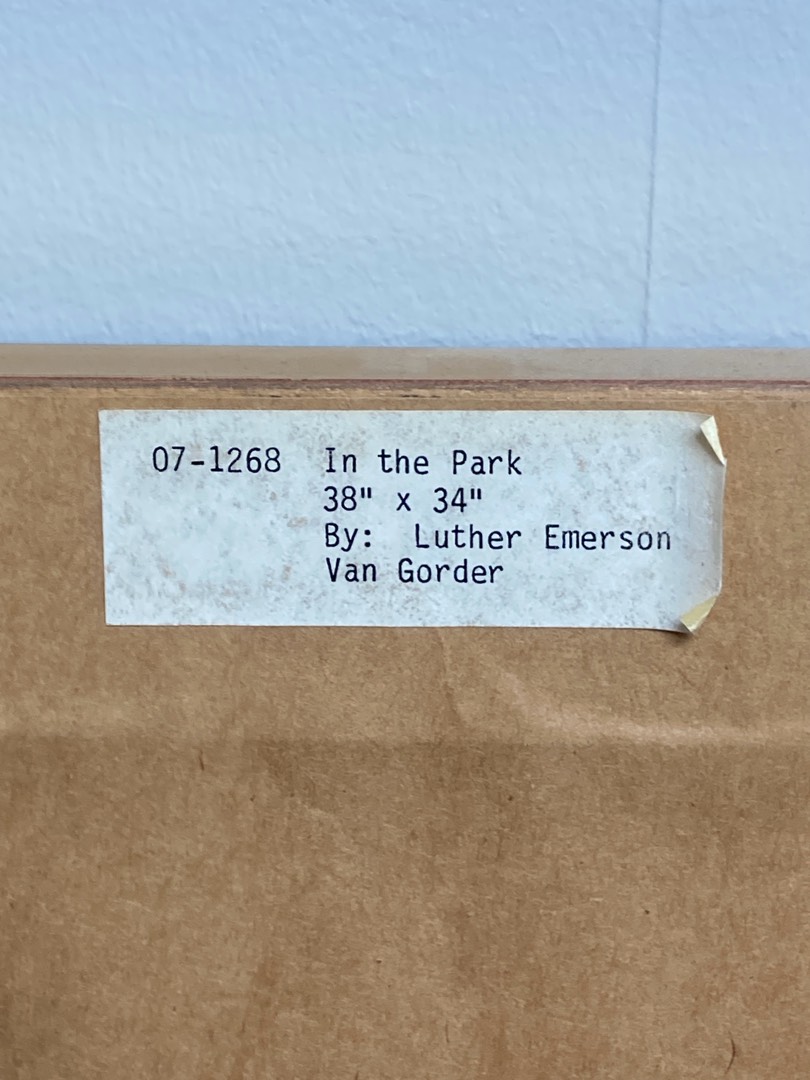 07-1268 In the Park
38" x 34"
By: Luther Emerson
Van Gorder